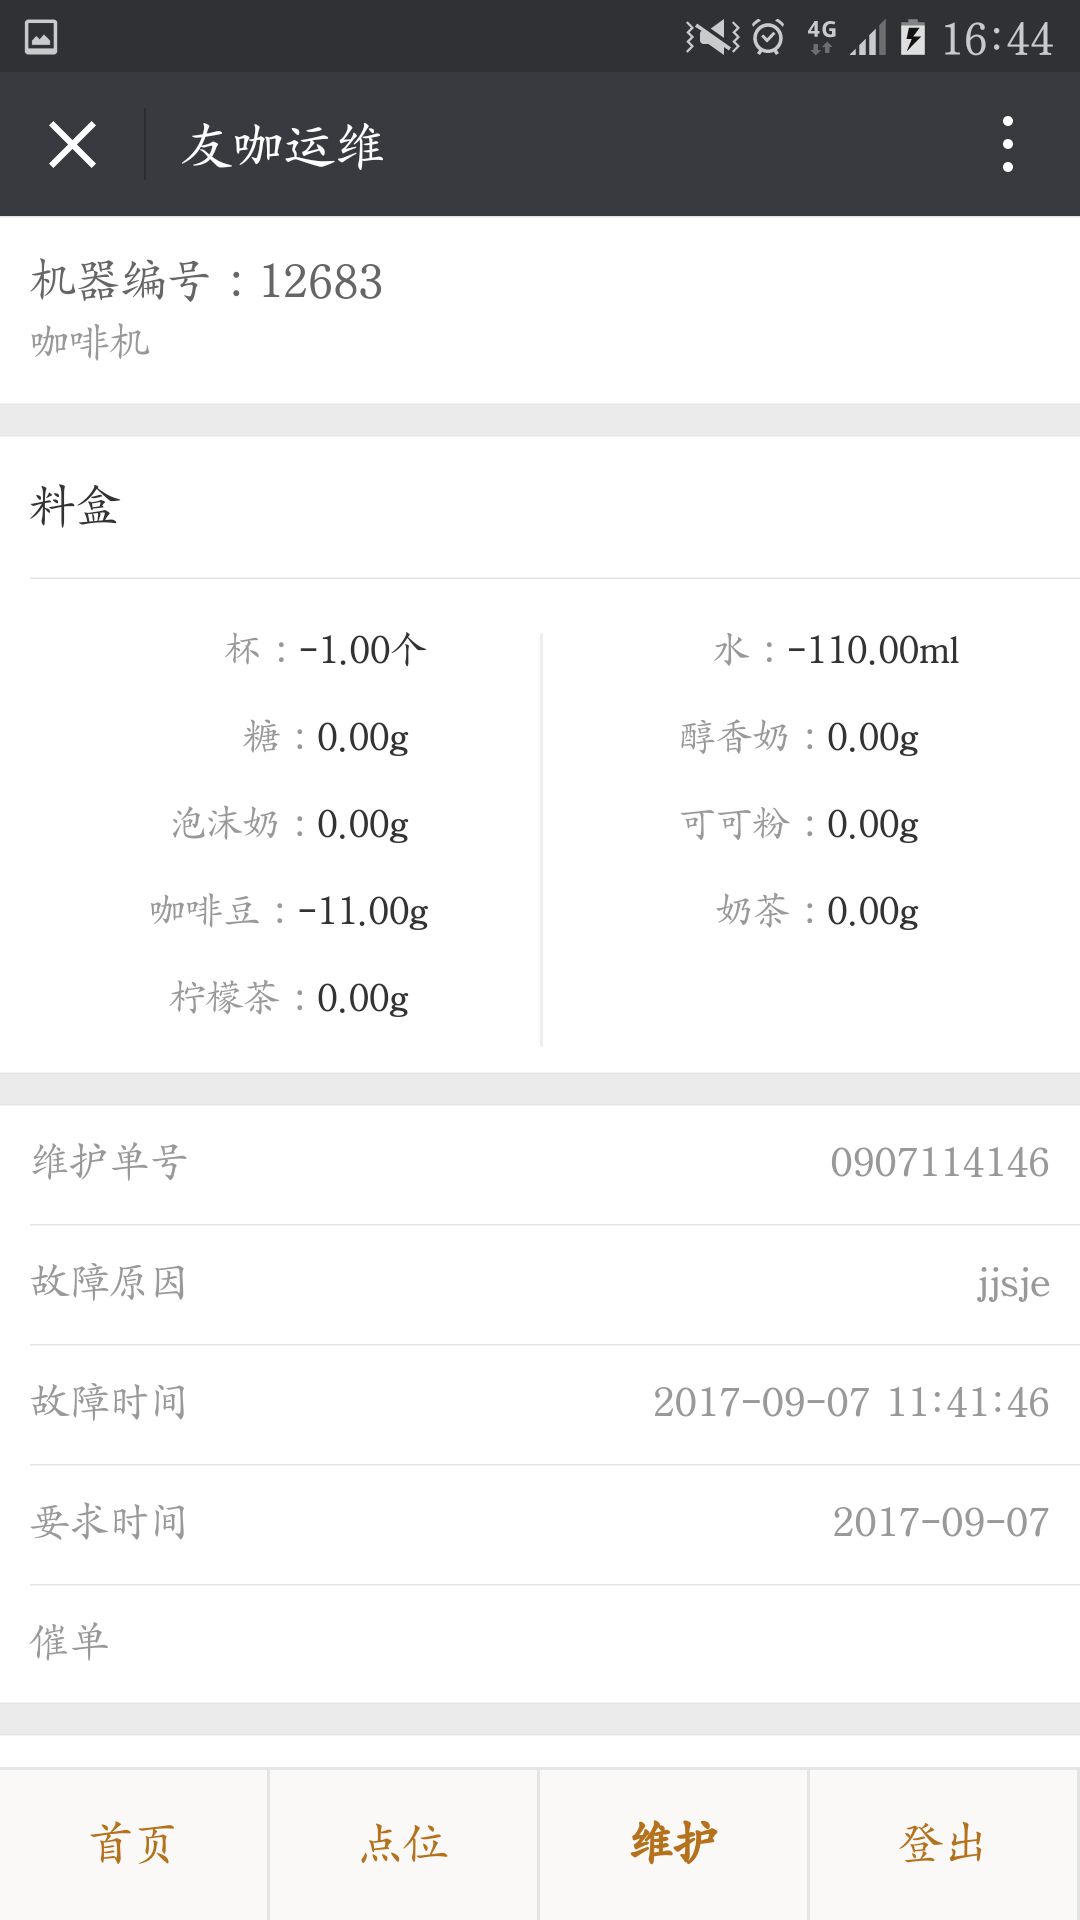 4G 16:44
友咖运维
机器编号：12683
咖啡机
料盒
杯：-1.00个 水：-110.00ml
糖：0.00g 醇香奶：0.00g
泡沫奶：0.00g 可可粉：0.00g
咖啡豆：-11.00g 奶茶：0.00g
柠檬茶：0.00g
维护单号 0907114146
故障原因 jjsje
故障时间 2017-09-07 11:41:46
要求时间 2017-09-07
催单
首页 点位 维护 登出